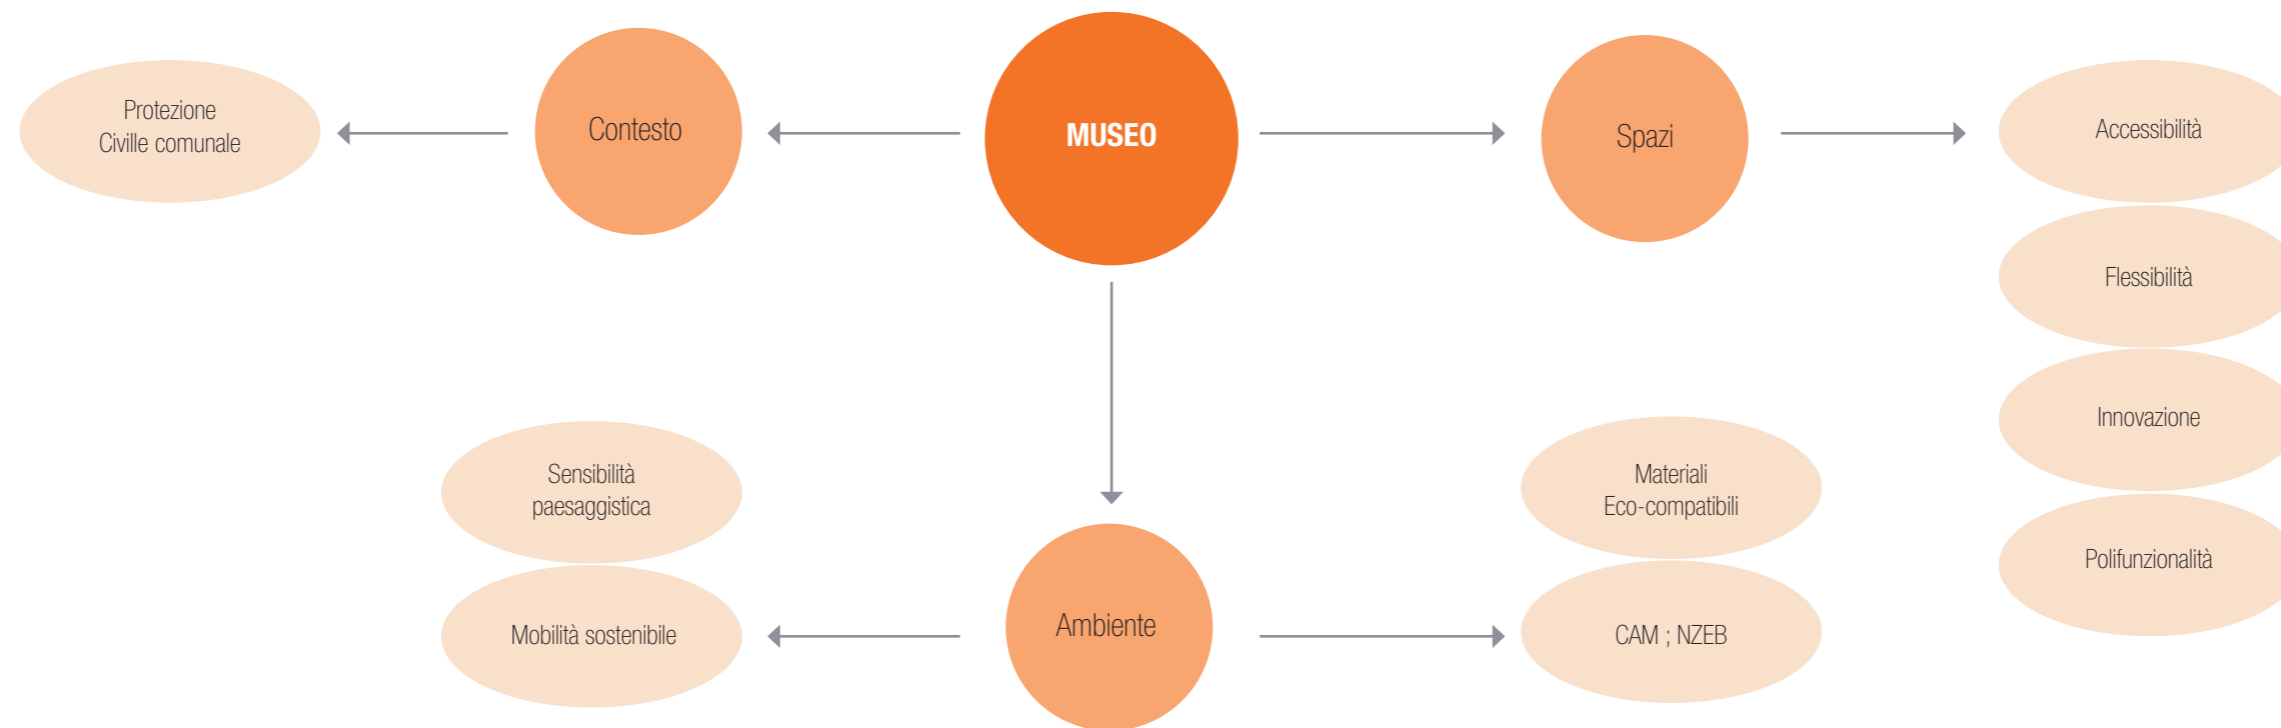 Protezione
Civille comunale
Contesto
MUSEO
Spazi
Accessibilità
Flessibilità
Innovazione
Polifunzionalità
Sensibilità
paesaggistica
Mobilità sostenibile
Ambiente
Materiali
Eco-compatibili
CAM ; NZEB